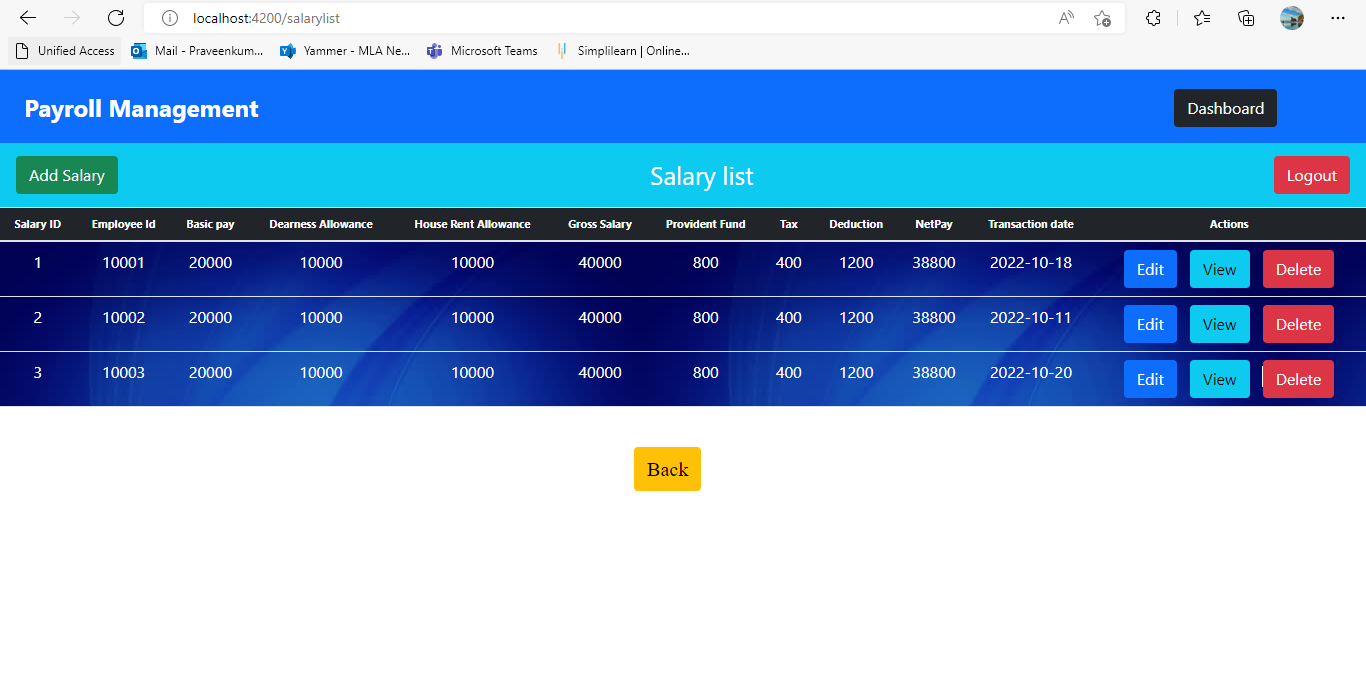 localhost:4200/salarylist
Unified Access Mail - Praveenkum... Yammer - MLA Ne... Microsoft Teams Simplilearn | Online...
Payroll Management Dashboard
Add Salary Salary list Logout
Salary ID Employee Id Basic pay Dearness Allowance House Rent Allowance Gross Salary Provident Fund Tax Deduction NetPay Transaction date Actions
1 10001 20000 10000 10000 40000 800 400 1200 38800 2022-10-18 Edit View Delete
2 10002 20000 10000 10000 40000 800 400 1200 38800 2022-10-11 Edit View Delete
3 10003 20000 10000 10000 40000 800 400 1200 38800 2022-10-20 Edit View Delete
Back